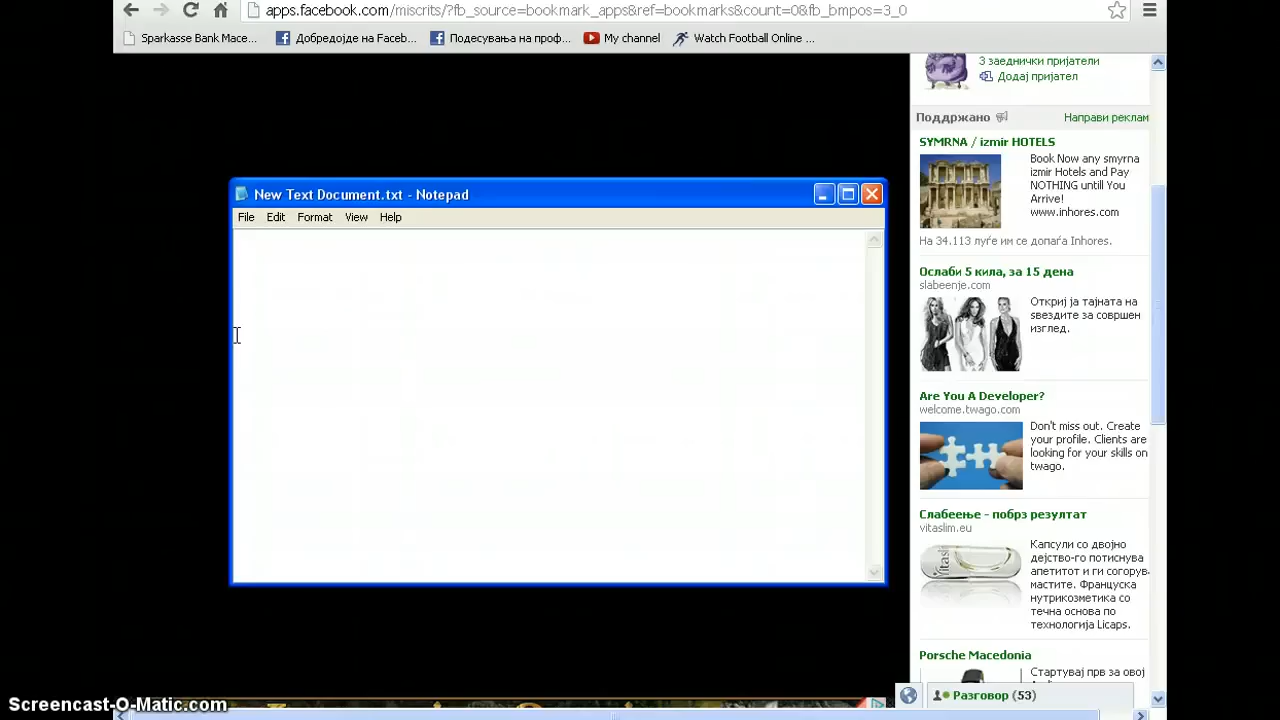 apps.facebook.com/miscrits/?fb_source=bookmark_apps&ref=bookmarks&count=0&fb_bmpos=3_0
Sparkasse Bank Mace...
Добредојде на Faceb...
Подесувања на проф...
My channel
Watch Football Online ...
3 заеднички пријатели
Додај пријател
Поддржано
Направи реклам
SYMRNA / izmir HOTELS
Book Now any smyrna
izmir Hotels and Pay
NOTHING untill You
Arrive!
www.inhores.com
На 34.113 луѓе им се допаѓа Inhores.
Ослаби 5 кила, за 15 дена
slabeenje.com
Откриј ја тајната на
ѕвездите за совршен
изглед.
Are You A Developer?
welcome.twago.com
Don't miss out. Create
your profile. Clients are
looking for your skills on
twago.
Слабеење - побрз резултат
vitaslim.eu
Капсули со двојно
дејство-го потиснува
апетитот и ги согорув
мастите. Француска
нутрикозметика со
течна основа по
технологија Licaps.
Porsche Macedonia
Стартувај прв за овој
Разговор (53)
New Text Document.txt - Notepad
File Edit Format View Help
Screencast-O-Matic.com